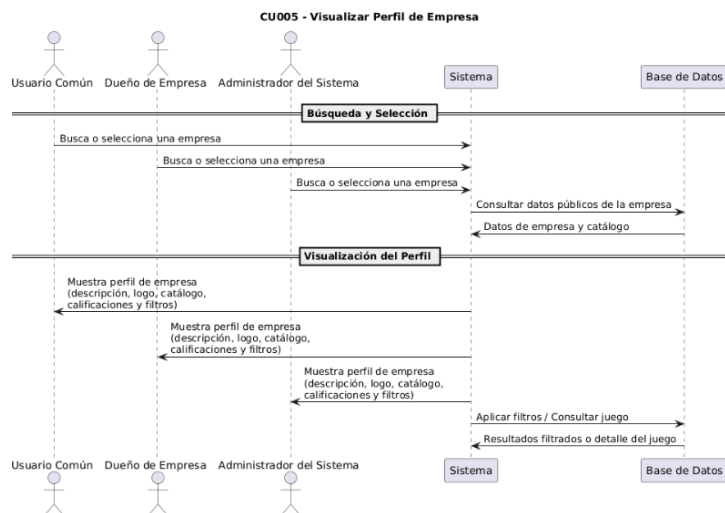 CU005 - Visualizar Perfil de Empresa
Usuario Común
Dueño de Empresa
Administrador del Sistema
Sistema
Base de Datos
Búsqueda y Selección
Busca o selecciona una empresa
Busca o selecciona una empresa
Busca o selecciona una empresa
Consultar datos públicos de la empresa
Datos de empresa y catálogo
Visualización del Perfil
Muestra perfil de empresa
(descripción, logo, catálogo,
calificaciones y filtros)
Muestra perfil de empresa
(descripción, logo, catálogo,
calificaciones y filtros)
Muestra perfil de empresa
(descripción, logo, catálogo,
calificaciones y filtros)
Aplicar filtros / Consultar juego
Resultados filtrados o detalle del juego
Usuario Común
Dueño de Empresa
Administrador del Sistema
Sistema
Base de Datos